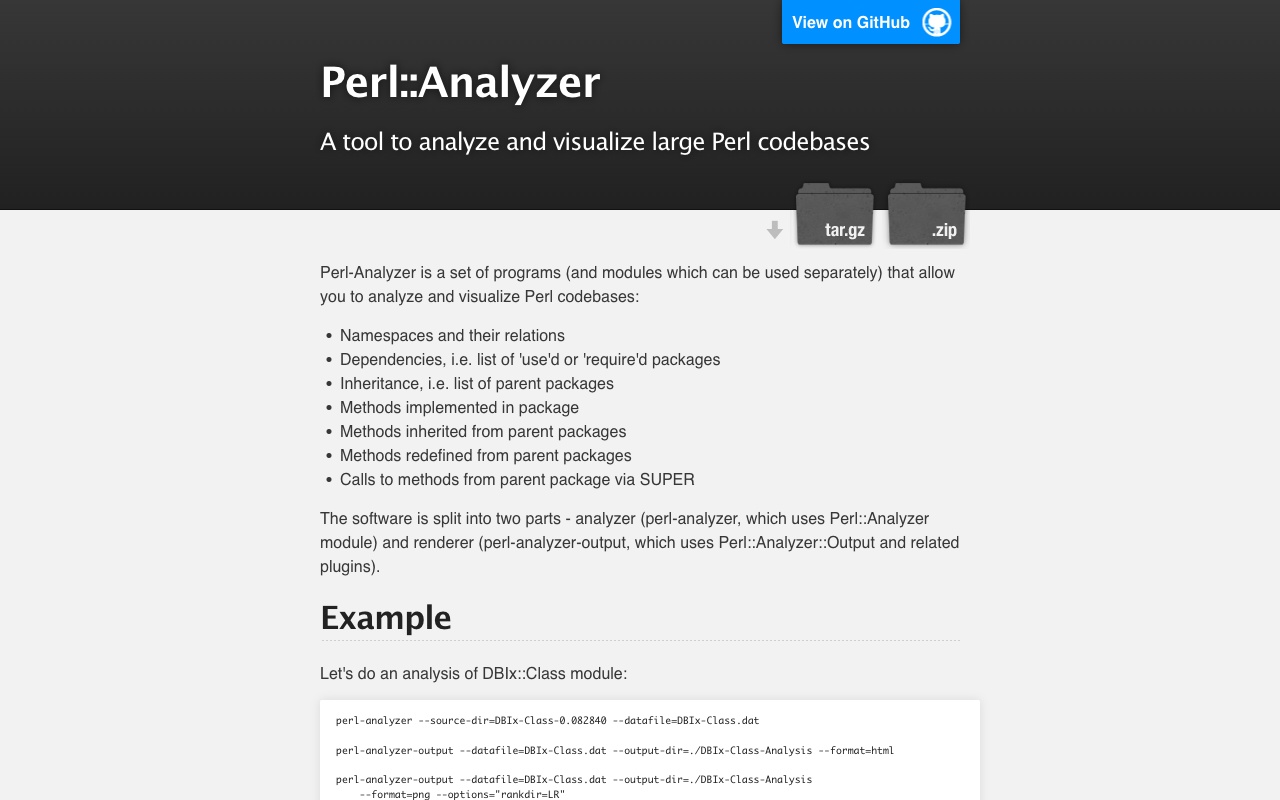 View on GitHub
Perl::Analyzer
A tool to analyze and visualize large Perl codebases
tar.gz
.zip
Perl-Analyzer is a set of programs (and modules which can be used separately) that allow
you to analyze and visualize Perl codebases:
• Namespaces and their relations
• Dependencies, i.e. list of 'use'd or 'require'd packages
• Inheritance, i.e. list of parent packages
• Methods implemented in package
• Methods inherited from parent packages
• Methods redefined from parent packages
• Calls to methods from parent package via SUPER
The software is split into two parts - analyzer (perl-analyzer, which uses Perl::Analyzer
module) and renderer (perl-analyzer-output, which uses Perl::Analyzer::Output and related
plugins).
Example
Let's do an analysis of DBIx::Class module:
perl-analyzer --source-dir=DBIx-Class-0.082840 --datafile=DBIx-Class.dat
perl-analyzer-output --datafile=DBIx-Class.dat --output-dir=./DBIx-Class-Analysis --format=html
perl-analyzer-output --datafile=DBIx-Class.dat --output-dir=./DBIx-Class-Analysis
--format=png --options="rankdir=LR"